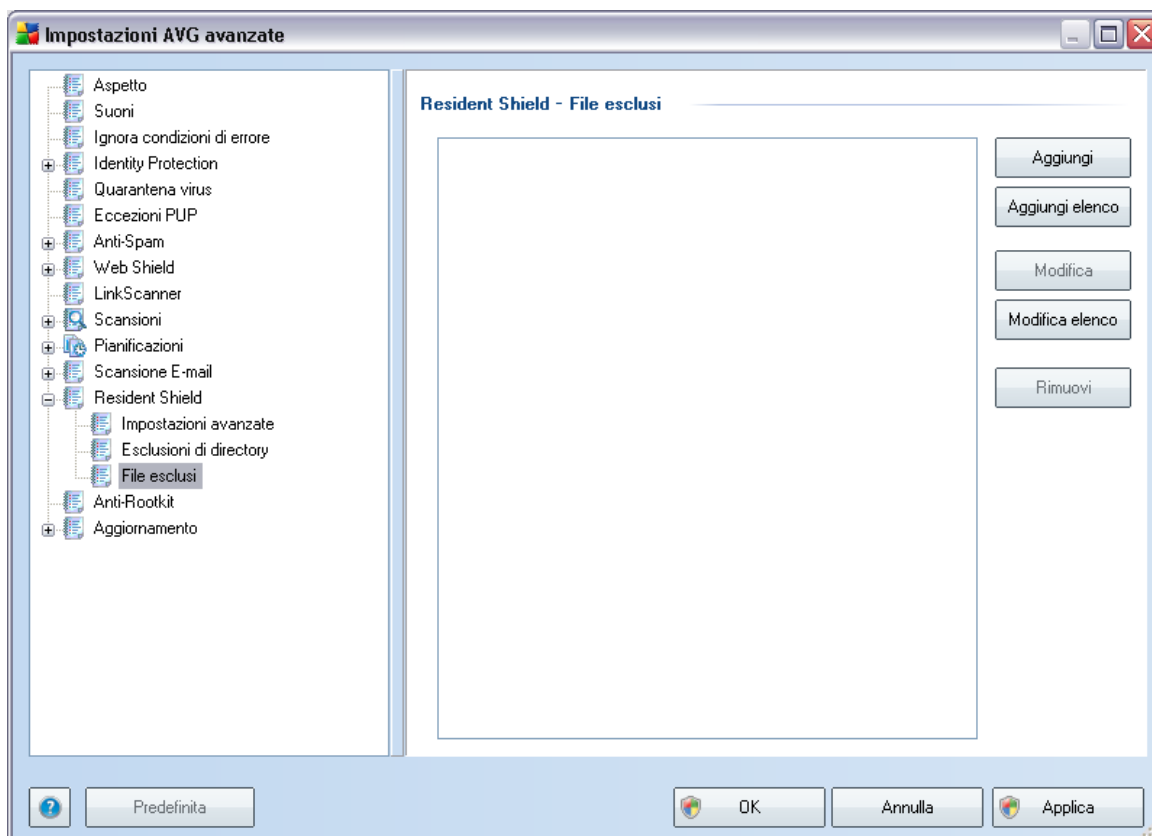 Impostazioni AVG avanzate
Aspetto
Suoni
Ignora condizioni di errore
Identity Protection
Quarantena virus
Eccezioni PUP
Anti-Spam
Web Shield
LinkScanner
Scansioni
Pianificazioni
Scansione E-mail
Resident Shield
Impostazioni avanzate
Esclusioni di directory
File esclusi
Anti-Rootkit
Aggiornamento
Resident Shield - File esclusi
Aggiungi
Aggiungi elenco
Modifica
Modifica elenco
Rimuovi
Predefinita
OK
Annulla
Applica